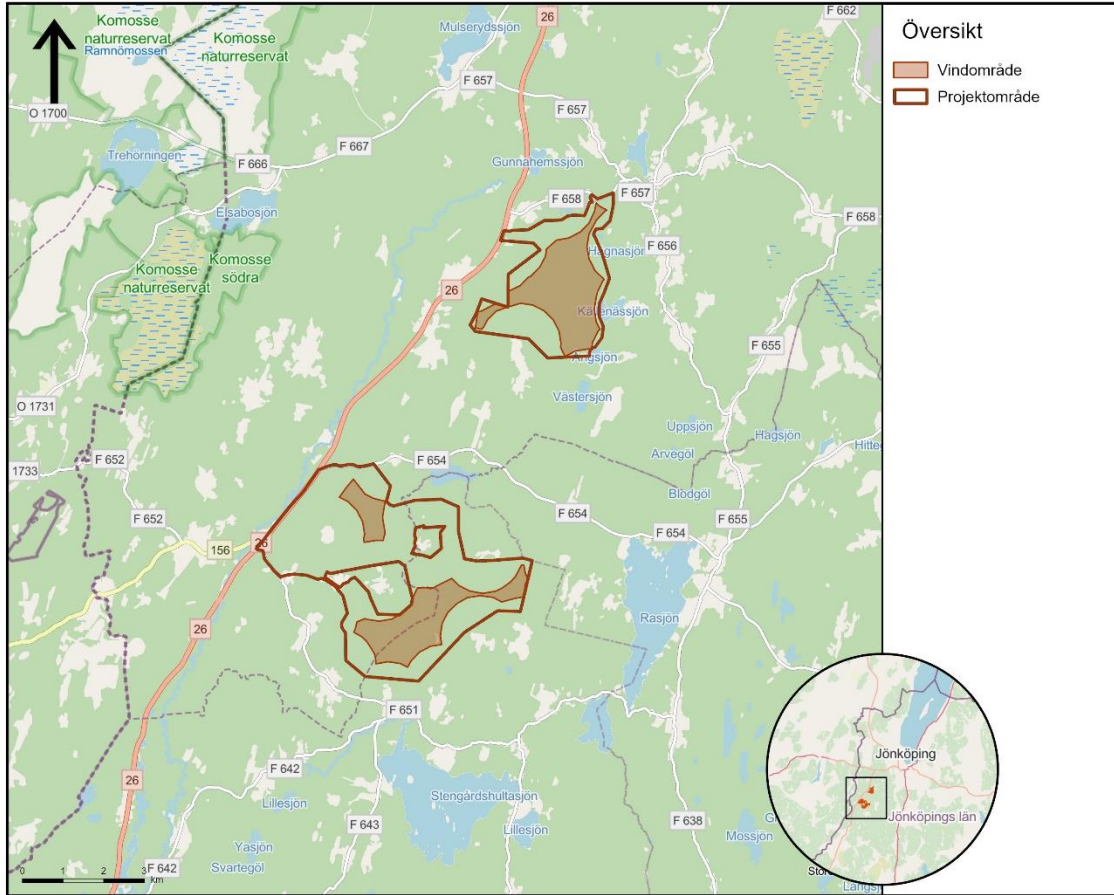 Översikt
Vindområde
Projektområde
Komosse
naturreservat
Ramnömossen
Komosse
naturreservat
Mulserydssjön
26
F 662
F 657
F 657
O 1700
Trehörningen
F 667
F 666
Gunnahemssjön
Elsabosjön
F 658
F 657
F 658
F 656
Hagnasjön
Komosse
naturreservat
Komosse
södra
26
Kättenässjön
Ängsjön
F 655
Västersjön
O 1731
Uppsjön
Hagsjön
Arvegöl
1733
F 652
F 654
Blodgöl
F 652
F 654
F 654
F 655
156
26
Rasjön
26
F 651
F 642
26
Stengårdshultasjön
Lillesjön
Lillesjön
F 643
F 638
Mossjön
Yasjön
Svartegöl
F 642
0 1 2 3
km
Jönköping
Jönköpings län